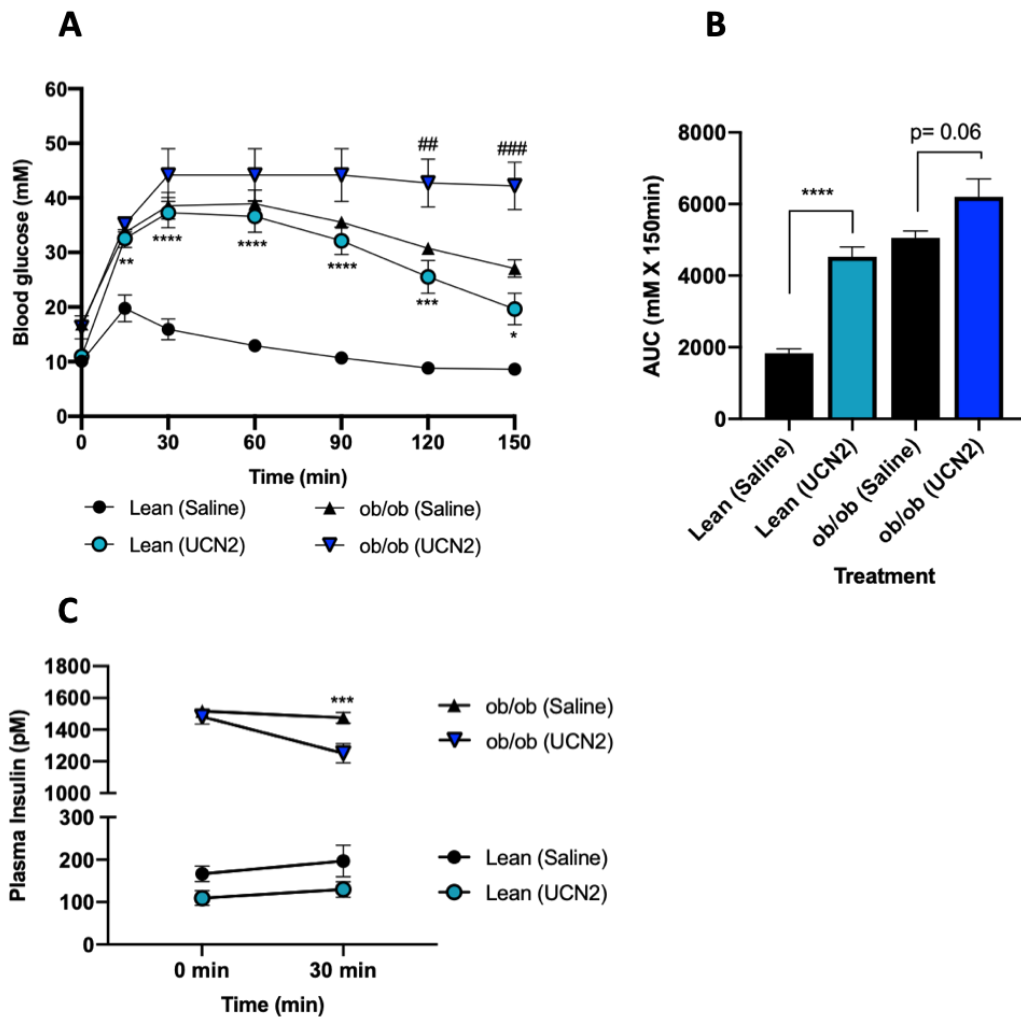 A
B
60
50
40
30
20
10
0
Blood glucose (mM)
##
###
**
****
****
****
***
*
0
30
60
90
120
150
Time (min)
Lean (Saline)
ob/ob (Saline)
Lean (UCN2)
ob/ob (UCN2)
8000
6000
4000
2000
0
AUC (mM X 150min)
****
p= 0.06
Lean (Saline)
Lean (UCN2)
ob/ob (Saline)
ob/ob (UCN2)
Treatment
C
1800
1600
1400
1200
1000
300
200
100
0
Plasma Insulin (pM)
***
ob/ob (Saline)
ob/ob (UCN2)
Lean (Saline)
Lean (UCN2)
0 min
30 min
Time (min)